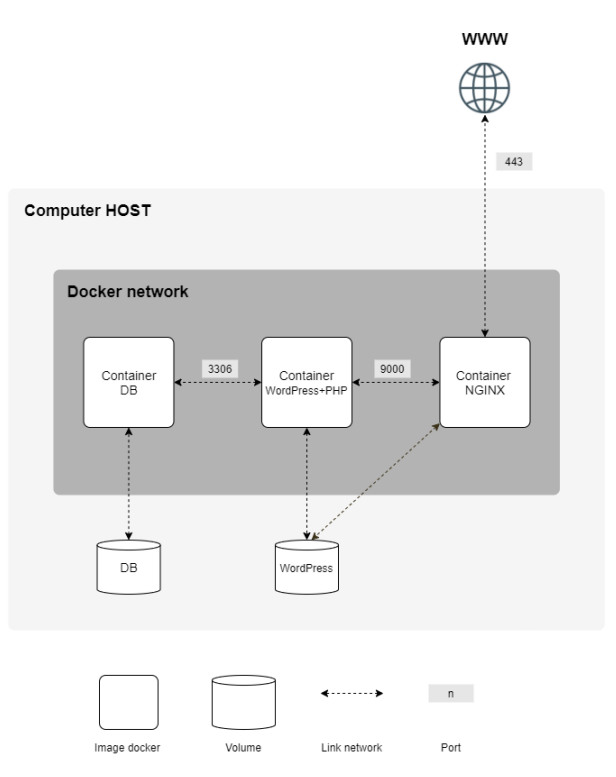 WWW
443
Computer HOST
Docker network
Container
DB
3306
Container
WordPress+PHP
9000
Container
NGINX
DB
WordPress
n
Image docker
Volume
Link network
Port